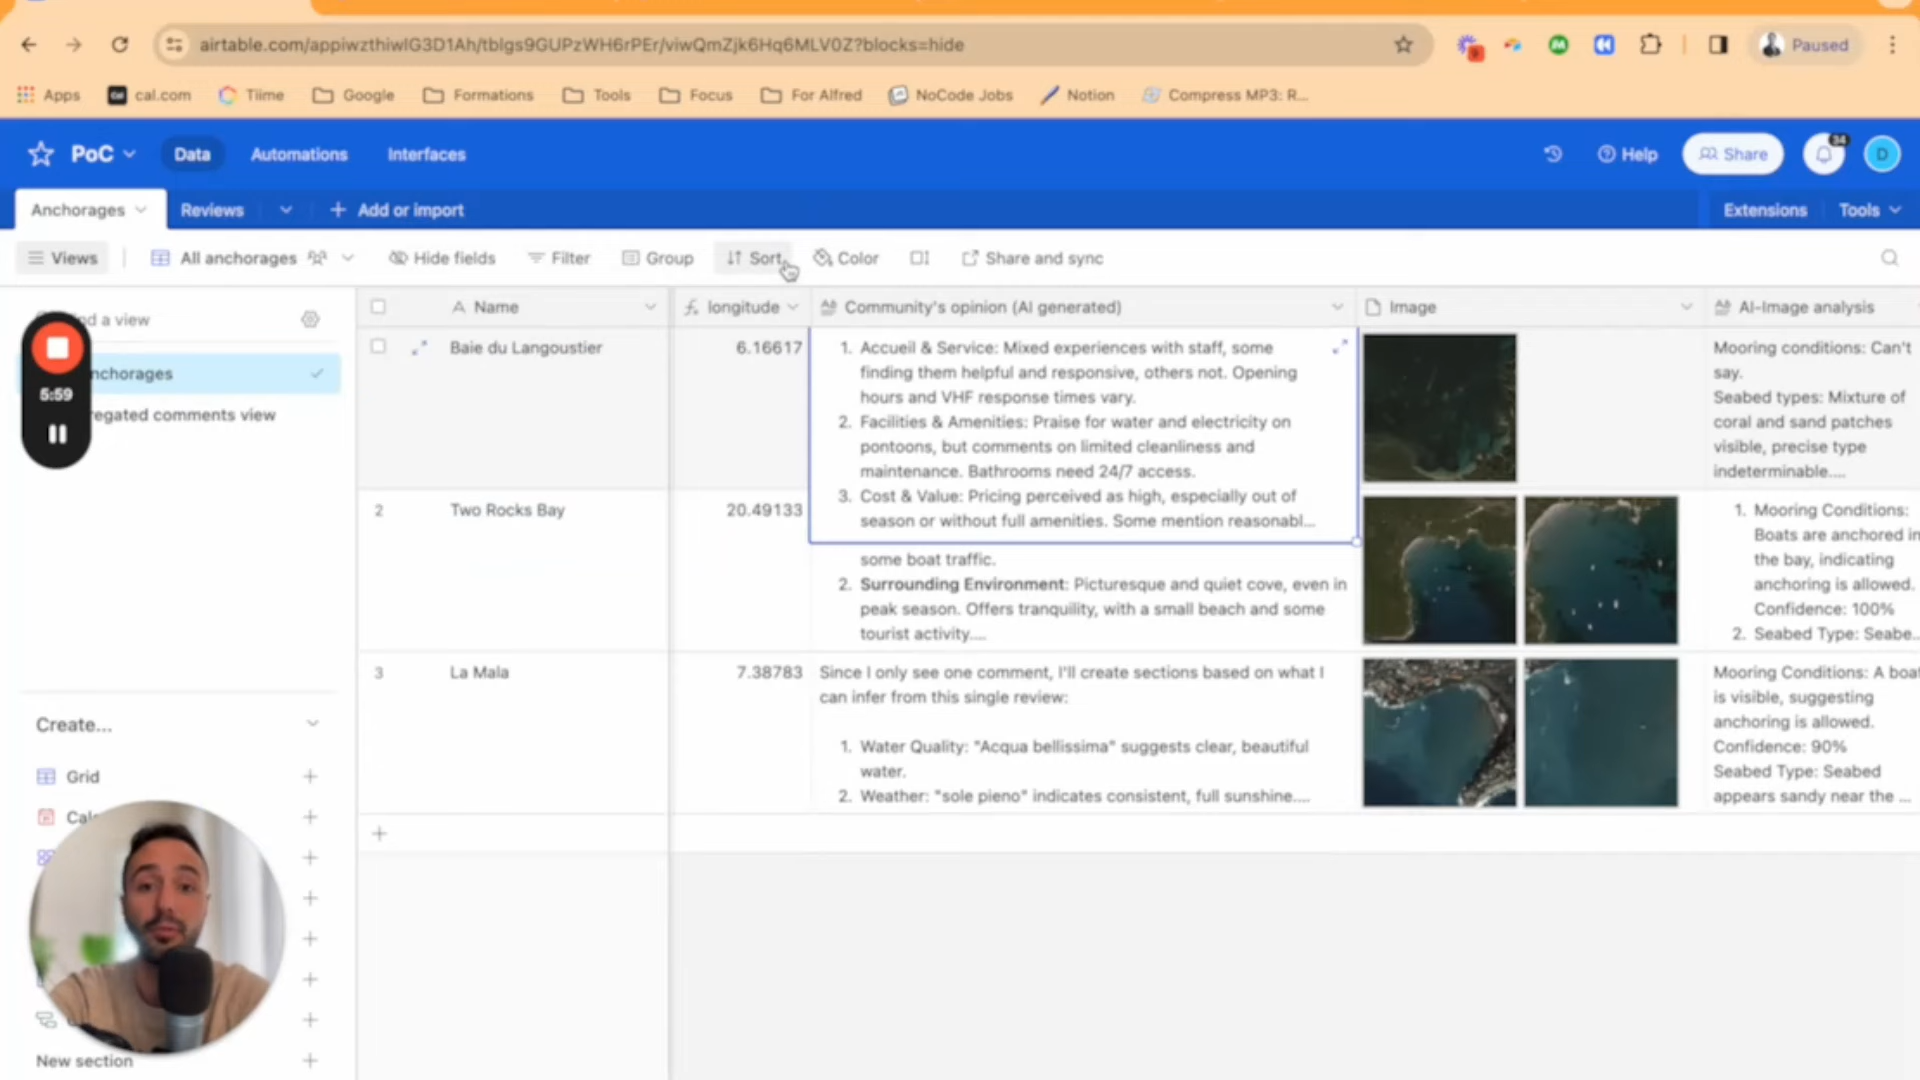 airtable.com/appiwzthiwlG3D1Ah/tblgs9GUPzWH6rPEr/viwQmZjk6Hq6MLV0Z?blocks=hide
Paused
Apps
cal.com
Tiime
Google
Formations
Tools
Focus
For Alfred
NoCode Jobs
Notion
Compress MP3: R...
PoC
Data
Automations
Interfaces
Help
Share
34
D
Anchorages
Reviews
Add or import
Extensions
Tools
Views
All anchorages
Hide fields
Filter
Group
Sort
Color
Share and sync
a view
nchorages
regated comments view
5:59
Name
longitude
Community's opinion (AI generated)
Image
AI-Image analysis
Baie du Langoustier
6.16617
1. Accueil & Service: Mixed experiences with staff, some
finding them helpful and responsive, others not. Opening
hours and VHF response times vary.
2. Facilities & Amenities: Praise for water and electricity on
pontoons, but comments on limited cleanliness and
maintenance. Bathrooms need 24/7 access.
3. Cost & Value: Pricing perceived as high, especially out of
season or without full amenities. Some mention reasonabl...
Mooring conditions: Can't
say.
Seabed types: Mixture of
coral and sand patches
visible, precise type
indeterminable....
2
Two Rocks Bay
20.49133
some boat traffic.
2. Surrounding Environment: Picturesque and quiet cove, even in
peak season. Offers tranquility, with a small beach and some
tourist activity....
1. Mooring Conditions:
Boats are anchored in
the bay, indicating
anchoring is allowed.
Confidence: 100%
2. Seabed Type: Seabe...
3
La Mala
7.38783
Since I only see one comment, I'll create sections based on what I
can infer from this single review:
1. Water Quality: "Acqua bellissima" suggests clear, beautiful
water.
2. Weather: "sole pieno" indicates consistent, full sunshine....
Mooring Conditions: A boat
is visible, suggesting
anchoring is allowed.
Confidence: 90%
Seabed Type: Seabed
appears sandy near the ...
Create...
Grid
Cale
New section